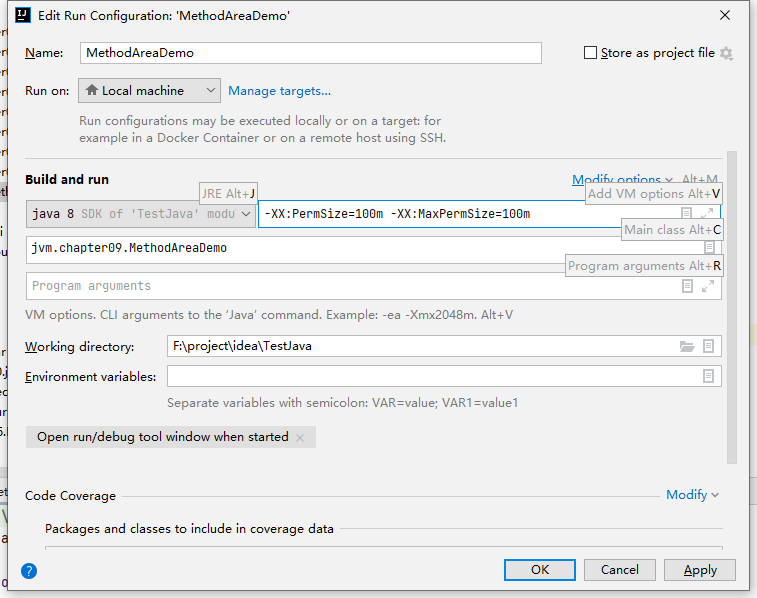 Edit Run Configuration: 'MethodAreaDemo'
Name: MethodAreaDemo Store as project file
Run on: Local machine Manage targets...
Run configurations may be executed locally or on a target: for
example in a Docker Container or on a remote host using SSH.
Build and run Modify options Alt+M
JRE Alt+J Add VM options Alt+V
java 8 SDK of 'TestJava' modu -XX:PermSize=100m -XX:MaxPermSize=100m
Main class Alt+C
jvm.chapter09.MethodAreaDemo
Program arguments Alt+R
Program arguments
VM options. CLI arguments to the 'Java' command. Example: -ea -Xmx2048m. Alt+V
Working directory: F:\project\idea\TestJava
Environment variables:
Separate variables with semicolon: VAR=value; VAR1=value1
Open run/debug tool window when started
Code Coverage Modify
Packages and classes to include in coverage data
? OK Cancel Apply